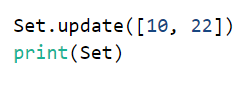 Set.update([10, 22])
print(Set)